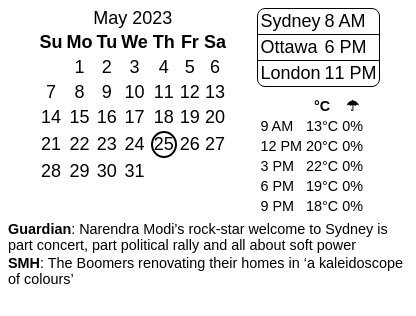 May 2023
Su Mo Tu We Th Fr Sa
1 2 3 4 5 6
7 8 9 10 11 12 13
14 15 16 17 18 19 20
21 22 23 24 25 26 27
28 29 30 31
Sydney 8 AM
Ottawa 6 PM
London 11 PM
°C ☂
9 AM 13°C 0%
12 PM 20°C 0%
3 PM 22°C 0%
6 PM 19°C 0%
9 PM 18°C 0%
Guardian: Narendra Modi’s rock-star welcome to Sydney is
part concert, part political rally and all about soft power
SMH: The Boomers renovating their homes in ‘a kaleidoscope
of colours’